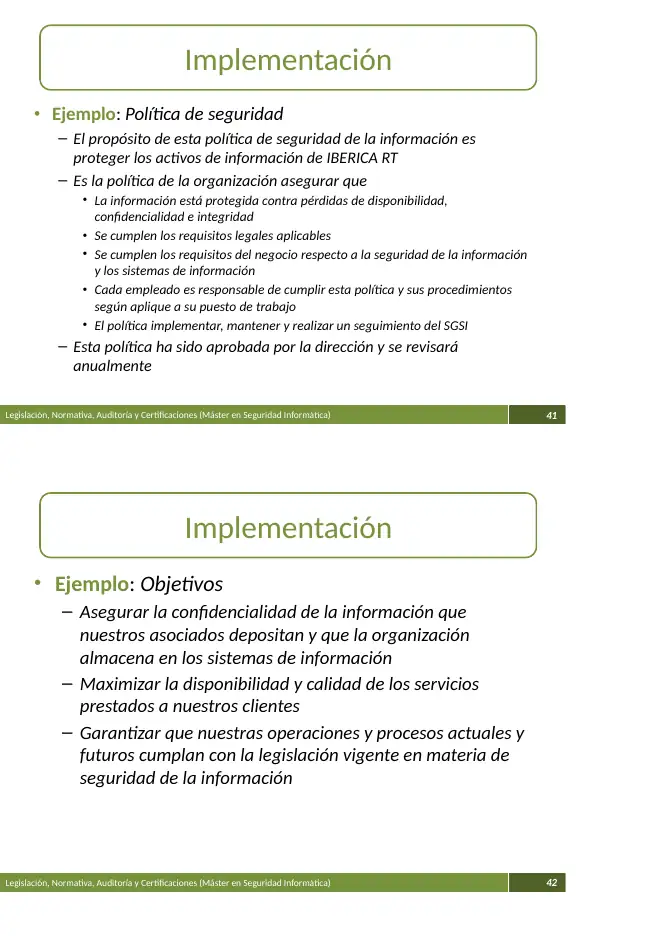 Implementación
• Ejemplo: Política de seguridad
– El propósito de esta política de seguridad de la información es
proteger los activos de información de IBERICA RT
– Es la política de la organización asegurar que
• La información está protegida contra pérdidas de disponibilidad,
confidencialidad e integridad
• Se cumplen los requisitos legales aplicables
• Se cumplen los requisitos del negocio respecto a la seguridad de la información
y los sistemas de información
• Cada empleado es responsable de cumplir esta política y sus procedimientos
según aplique a su puesto de trabajo
• El política implementar, mantener y realizar un seguimiento del SGSI
– Esta política ha sido aprobada por la dirección y se revisará
anualmente
Legislación, Normativa, Auditoría y Certificaciones (Máster en Seguridad Informática)
41
Implementación
• Ejemplo: Objetivos
– Asegurar la confidencialidad de la información que
nuestros asociados depositan y que la organización
almacena en los sistemas de información
– Maximizar la disponibilidad y calidad de los servicios
prestados a nuestros clientes
– Garantizar que nuestras operaciones y procesos actuales y
futuros cumplan con la legislación vigente en materia de
seguridad de la información
Legislación, Normativa, Auditoría y Certificaciones (Máster en Seguridad Informática)
42